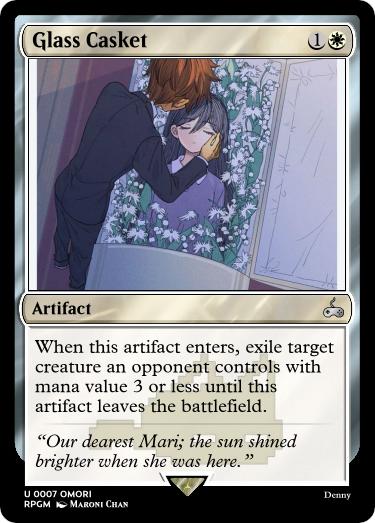 Glass Casket 1
Artifact
When this artifact enters, exile target
creature an opponent controls with
mana value 3 or less until this
artifact leaves the battlefield.
“Our dearest Mari; the sun shined
brighter when she was here.”
U 0007 OMORI
RPGM Maroni Chan
Denny